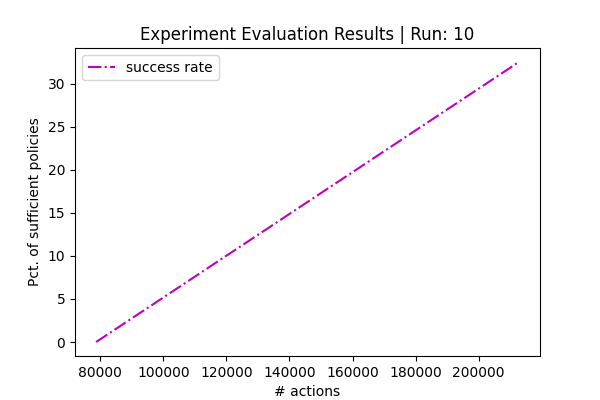 Experiment Evaluation Results | Run: 10
success rate
Pct. of sufficient policies
30
25
20
15
10
5
0
80000 100000 120000 140000 160000 180000 200000
# actions